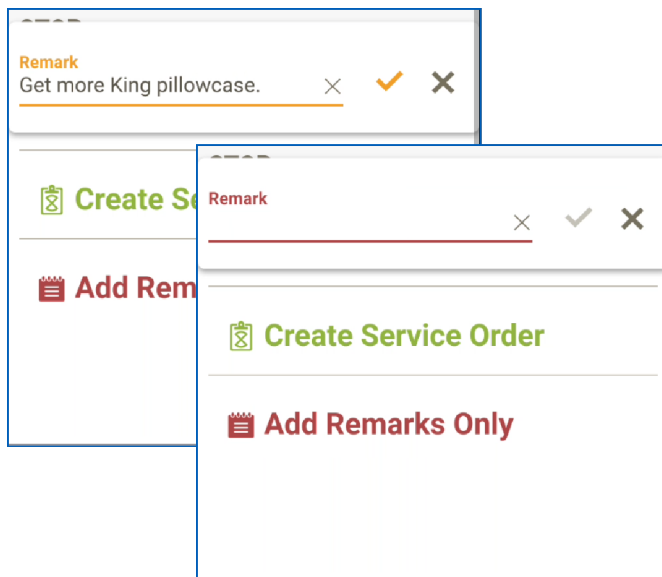 Remark
Get more King pillowcase.
Create Se
Add Rem
Remark
Create Service Order
Add Remarks Only